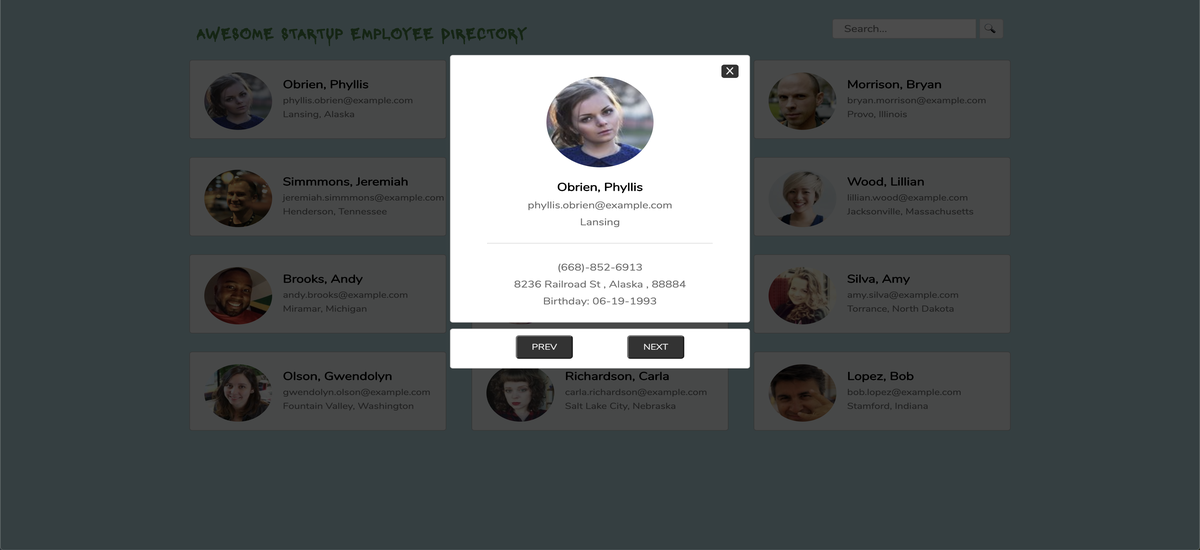 AWESOME STARTUP EMPLOYEE DIRECTORY
Search...
X
Obrien, Phyllis
phyllis.obrien@example.com
Lansing
(668)-852-6913
8236 Railroad St , Alaska , 88884
Birthday: 06-19-1993
PREV
NEXT
Obrien, Phyllis
phyllis.obrien@example.com
Lansing, Alaska
Morrison, Bryan
bryan.morrison@example.com
Provo, Illinois
Simmmons, Jeremiah
jeremiah.simmmons@example.com
Henderson, Tennessee
Wood, Lillian
lillian.wood@example.com
Jacksonville, Massachusetts
Brooks, Andy
andy.brooks@example.com
Miramar, Michigan
Silva, Amy
amy.silva@example.com
Torrance, North Dakota
Olson, Gwendolyn
gwendolyn.olson@example.com
Fountain Valley, Washington
Richardson, Carla
carla.richardson@example.com
Salt Lake City, Nebraska
Lopez, Bob
bob.lopez@example.com
Stamford, Indiana